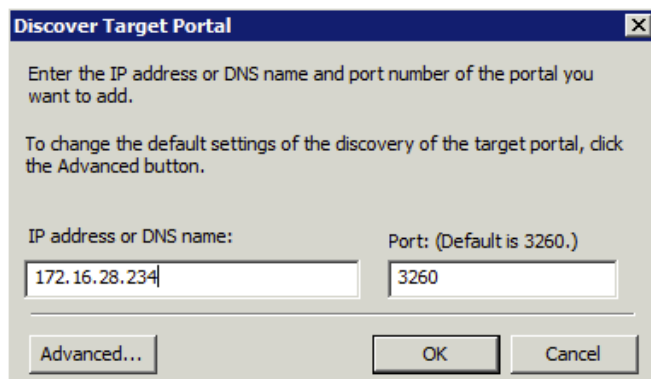 Discover Target Portal
Enter the IP address or DNS name and port number of the portal you
want to add.
To change the default settings of the discovery of the target portal, click
the Advanced button.
IP address or DNS name:
Port: (Default is 3260.)
172.16.28.234
3260
Advanced...
OK
Cancel